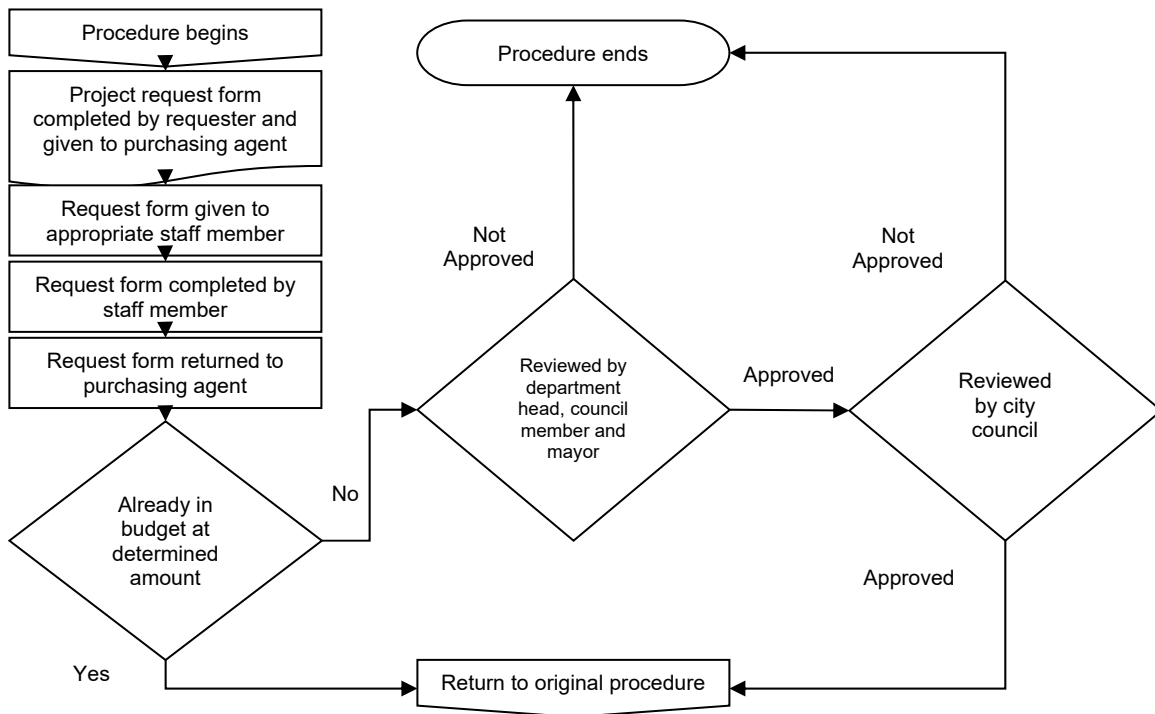 Procedure begins
Project request form
completed by requester and
given to purchasing agent
Request form given to
appropriate staff member
Request form completed by
staff member
Request form returned to
purchasing agent
Already in
budget at
determined
amount
Yes
No
Procedure ends
Not
Approved
Reviewed by
department
head, council
member and
mayor
Approved
Not
Approved
Reviewed
by city
council
Approved
Return to original procedure